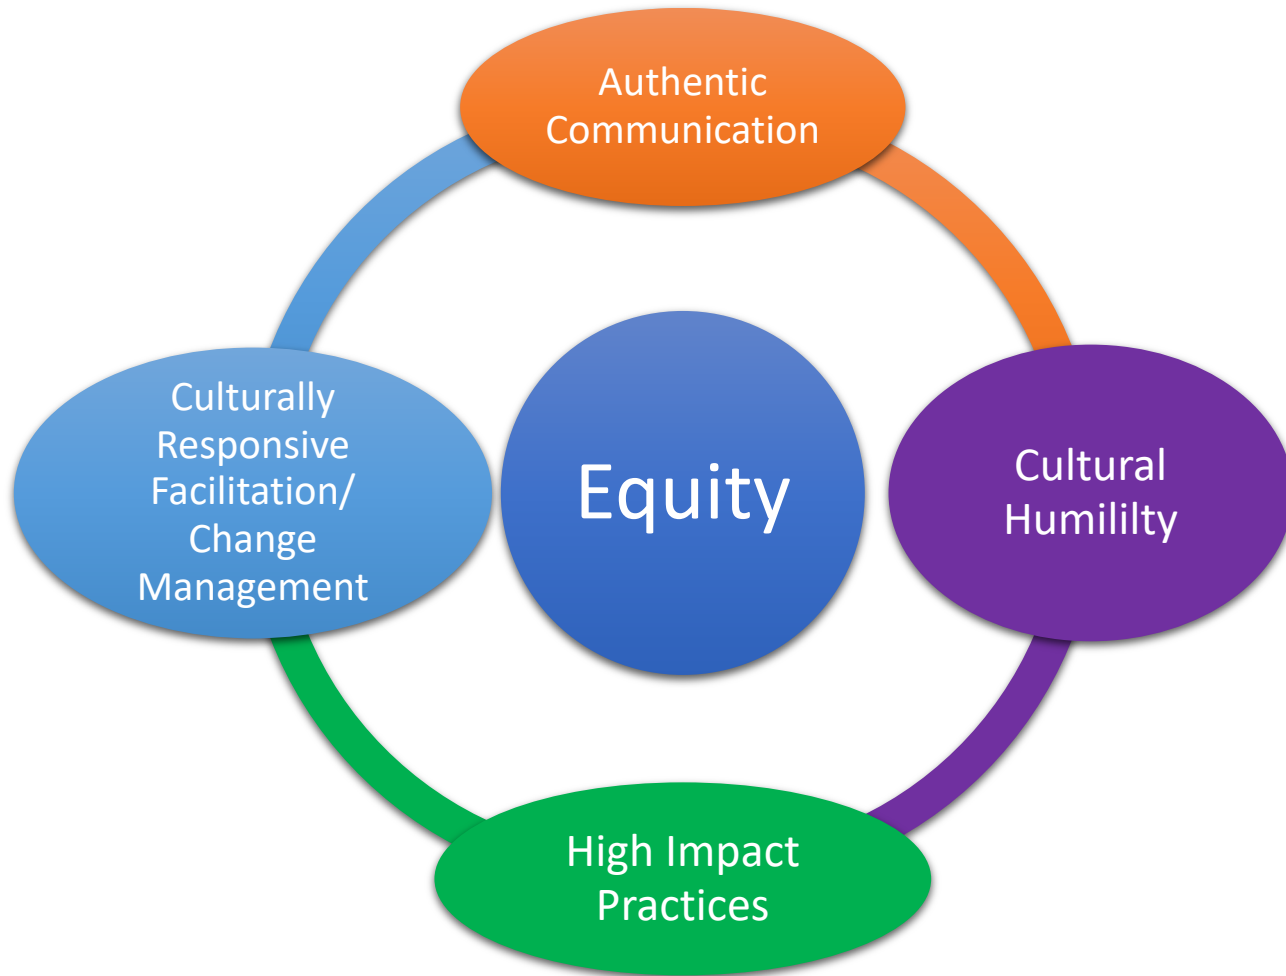 Authentic
Communication
Culturally
Responsive
Facilitation/
Change
Management
Equity
Cultural
Humililty
High Impact
Practices